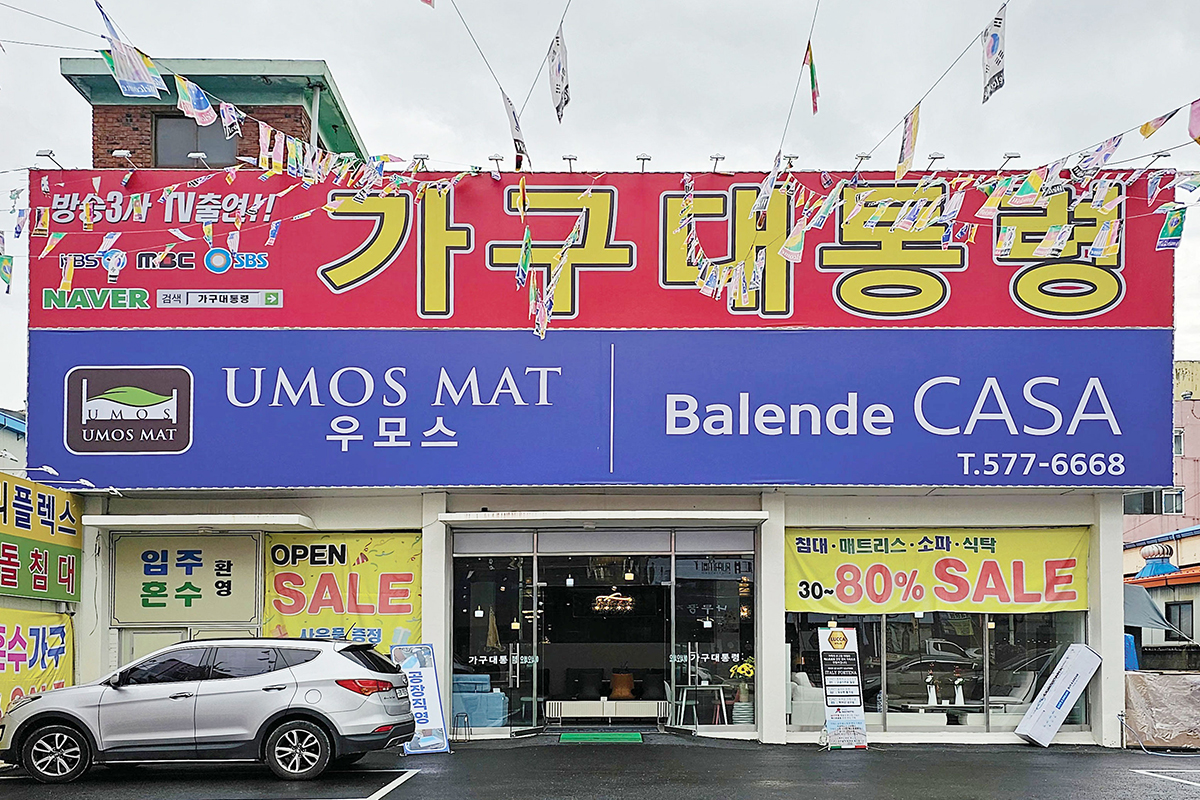 방송3사 TV출연!!
KBS MBC SBS
NAVER 검색 가구대통령
가구대통령
UMOS
UMOS MAT
UMOS MAT
우모스
Balende CASA
T.577-6668
플렉스
돌침대
혼수가구
입주
혼수
환영
OPEN
SALE
사은품 증정
가구대통
가구대통령
공장직영
침대·매트리스·소파·식탁
30~80% SALE
LUCCA
ITALY PORTERA